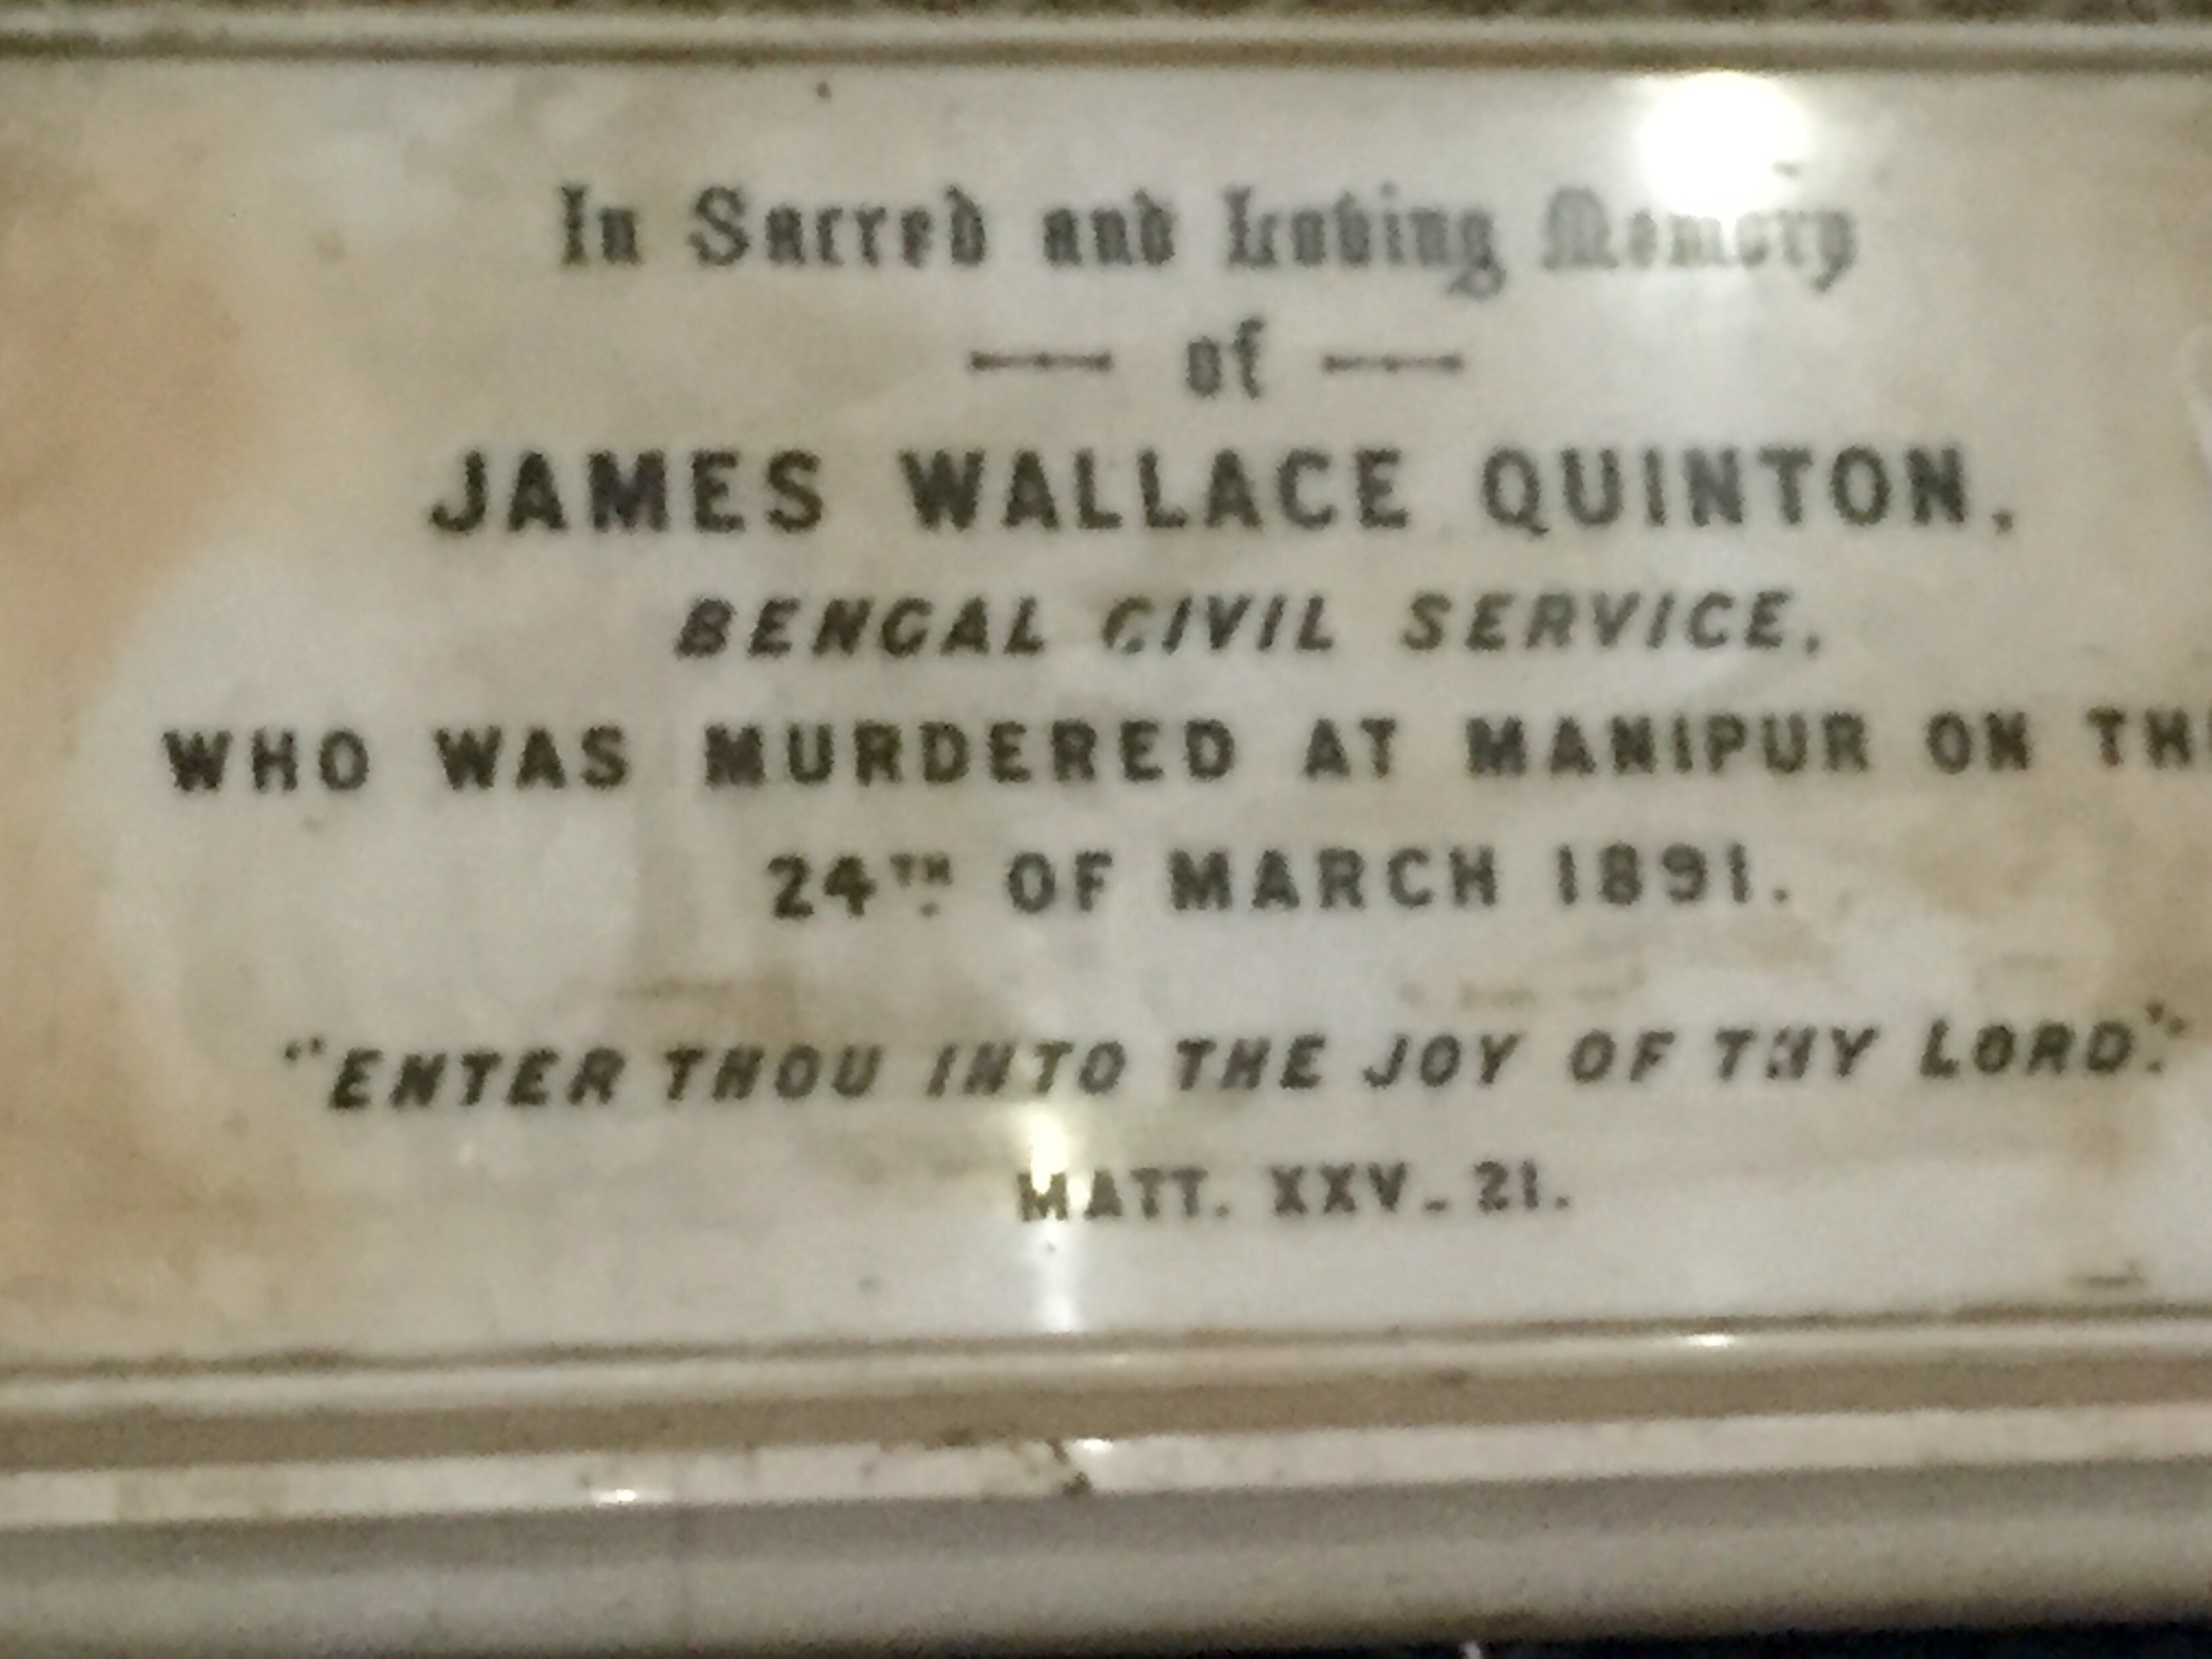 In Sacred and Loving Memory
of
JAMES WALLACE QUINTON,
BENGAL CIVIL SERVICE,
WHO WAS MURDERED AT MANIPUR ON TH
24TH OF MARCH 1891.
"ENTER THOU INTO THE JOY OF THY LORD."
MATT. XXV-21.